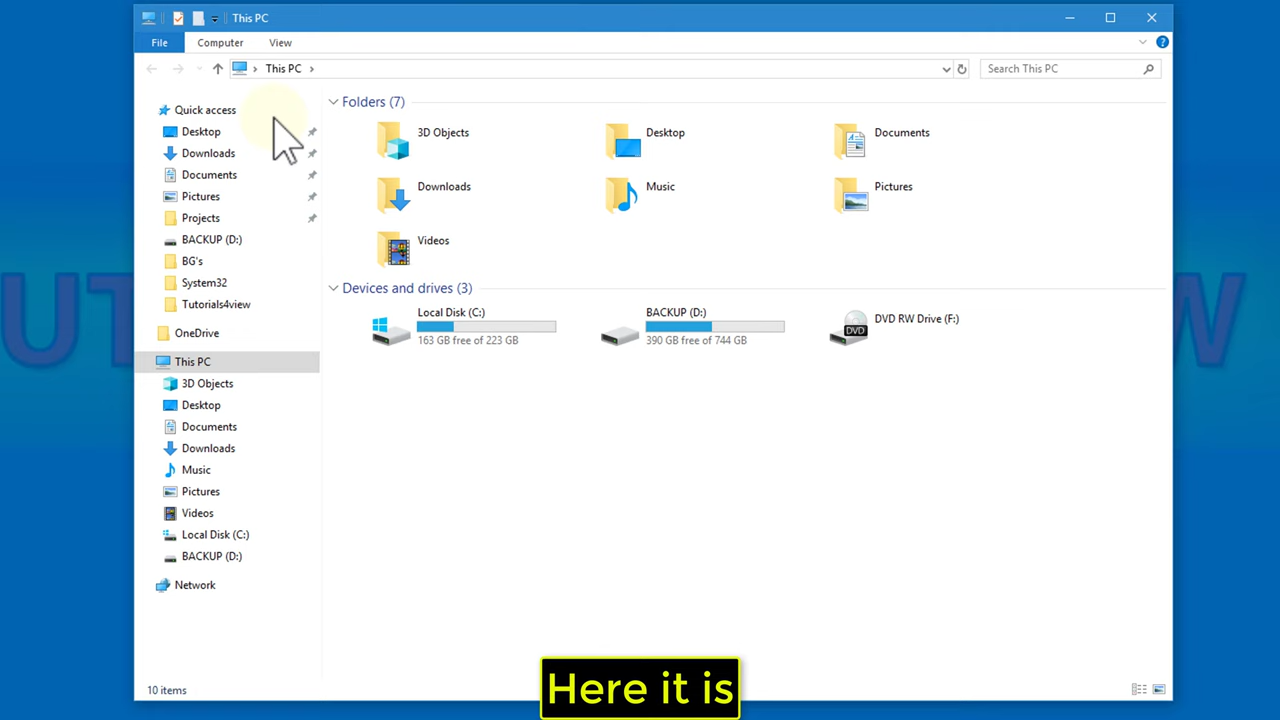 This PC
File Computer View
This PC
Search This PC
Quick access
Desktop
Downloads
Documents
Pictures
Projects
BACKUP (D:)
BG's
System32
Tutorials4view
OneDrive
This PC
3D Objects
Desktop
Documents
Downloads
Music
Pictures
Videos
Local Disk (C:)
BACKUP (D:)
Network
Folders (7)
3D Objects Desktop Documents
Downloads Music Pictures
Videos
Devices and drives (3)
Local Disk (C:)
163 GB free of 223 GB
BACKUP (D:)
390 GB free of 744 GB
DVD RW Drive (F:)
DVD
10 items
Here it is